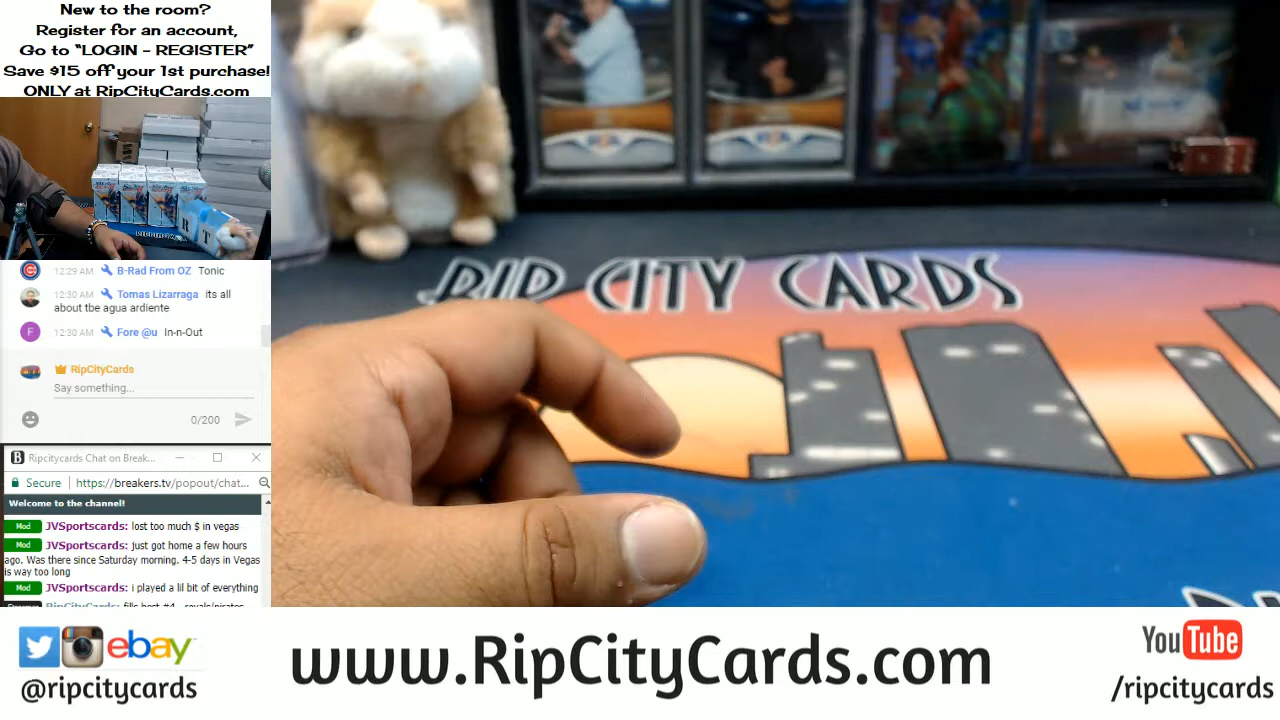 New to the room?
Register for an account,
Go to “LOGIN - REGISTER”
Save $15 off your 1st purchase!
ONLY at RipCityCards.com
12:29 AM B-Rad From OZ Tonic
12:30 AM Tomas Lizarraga its all
about the agua ardiente
F 12:30 AM Fore @u In-n-Out
RipCityCards
Say something...
0/200
B Ripcitycards Chat on Break...
Secure https://breakers.tv/popout/chat...
Welcome to the channel!
Mod JVSportscards: lost too much $ in vegas
Mod JVSportscards: just got home a few hours
ago. Was there since Saturday morning. 4-5 days in Vegas
is way too long
Mod JVSportscards: i played a lil bit of everything
RIP CITY CARDS
ebay
@ripcitycards
www.RipCityCards.com
YouTube
/ripcitycards